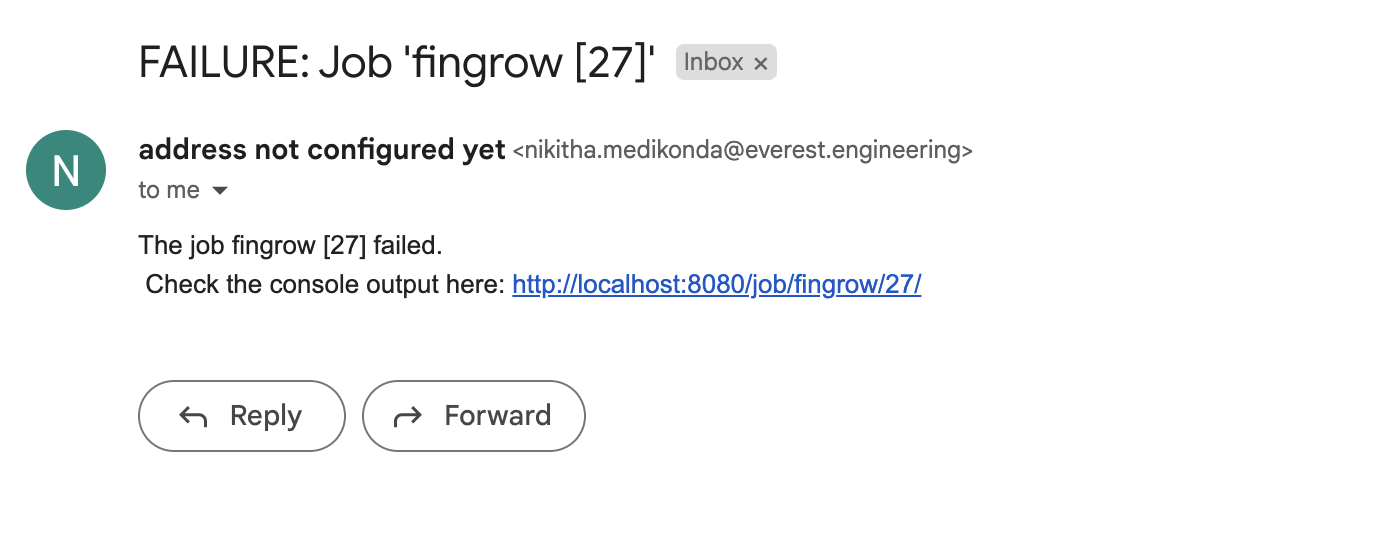 FAILURE: Job 'fingrow [27]' Inbox ×
N
address not configured yet <nikitha.medikonda@everest.engineering>
to me
The job fingrow [27] failed.
Check the console output here: http://localhost:8080/job/fingrow/27/
Reply Forward